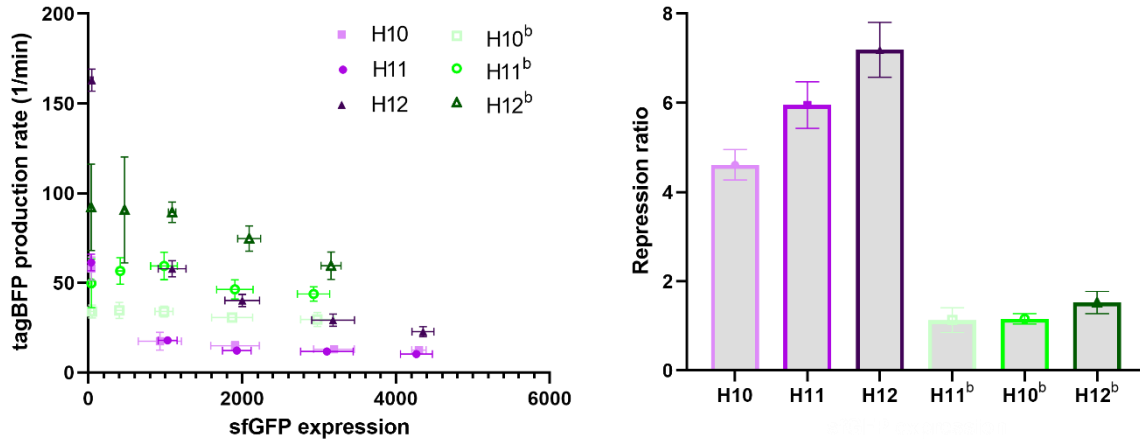 tagBFP production rate (1/min)
200
150
100
50
0
0 2000 4000 6000
sfGFP expression
H10 H10ᵇ
H11 H11ᵇ
H12 H12ᵇ
Repression ratio
8
6
4
2
0
H10 H11 H12 H11ᵇ H10ᵇ H12ᵇ